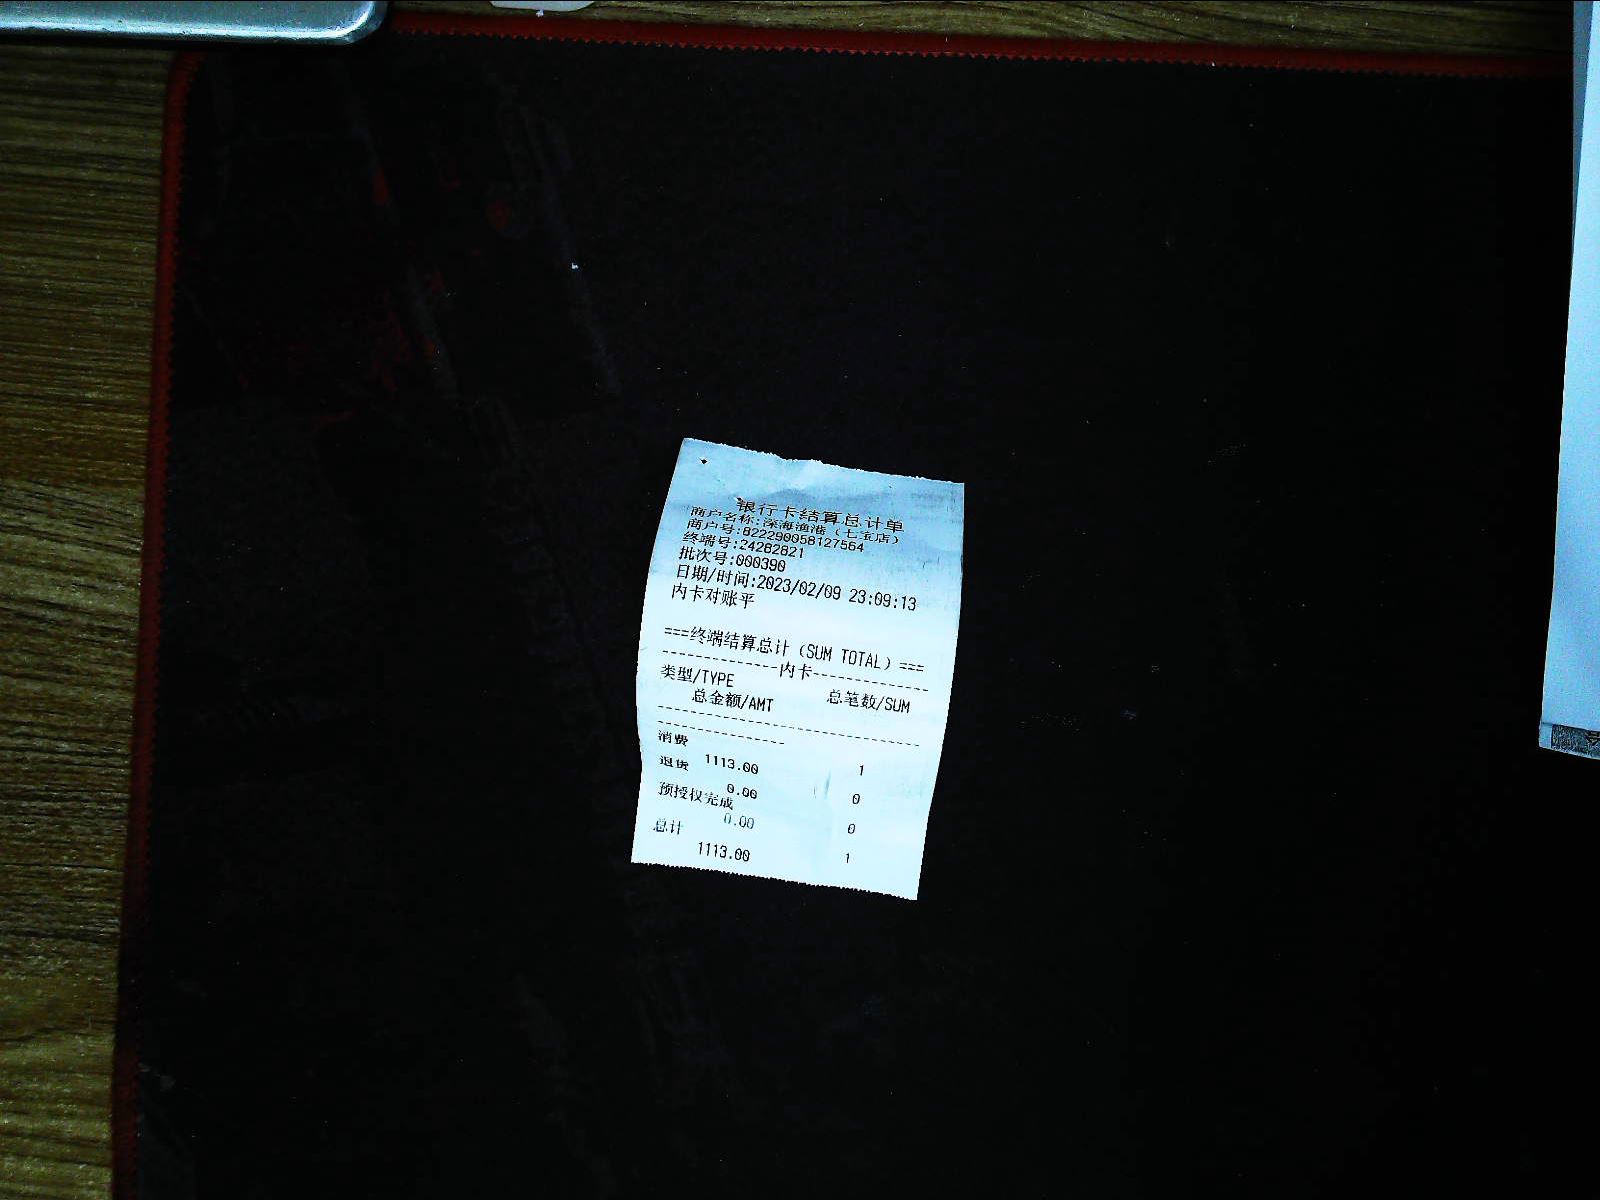 银行卡结算总计单
商户名称:深海渔港（七宝店）
商户号:822290058127564
终端号:24282821
批次号:000390
日期/时间:2023/02/09 23:09:13
内卡对账平
===终端结算总计（SUM TOTAL）===
--------------内卡--------------
类型/TYPE 总笔数/SUM
总金额/AMT
--------------------------------
----------------
消费
1113.00 1
退货
0.00 0
预授权完成
0.00 0
总计
1113.00 1